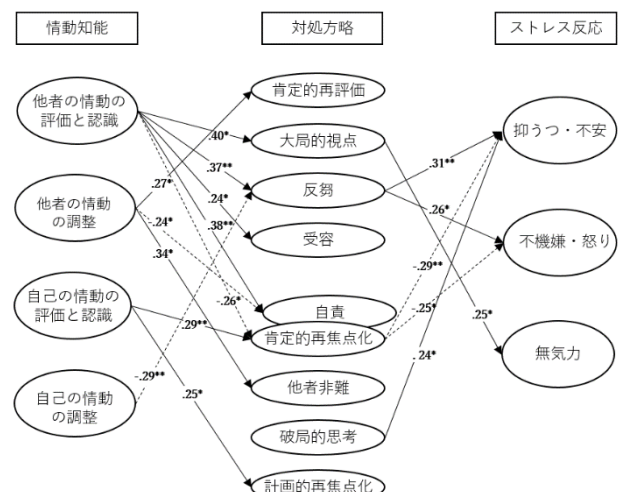 情動知能
対処方略
ストレス反応
他者の情動の
評価と認識
他者の情動
の調整
自己の情動の
評価と認識
自己の情動
の調整
肯定的再評価
大局的視点
反芻
受容
自責
肯定的再焦点化
他者非難
破局的思考
計画的再焦点化
抑うつ・不安
不機嫌・怒り
無気力
.40*
.37**
.27*
.24*
.38**
-.24*
.34*
-.26*
.29**
-.29**
.25*
.31**
.26*
-.29**
-.25*
.25*
.24*